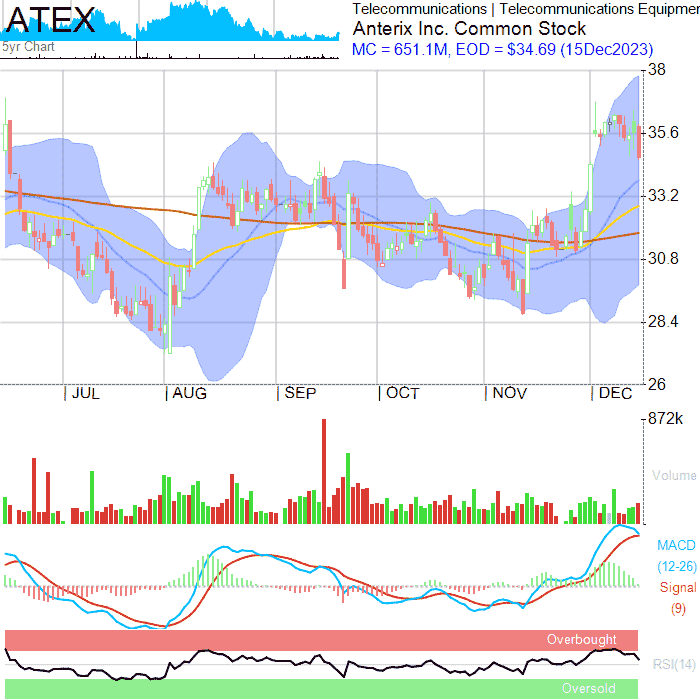 ATEX
5yr Chart
Telecommunications | Telecommunications Equipmen
Anterix Inc. Common Stock
MC = 651.1M, EOD = $34.69 (15Dec2023)
38
35.6
33.2
30.8
28.4
26
JUL AUG SEP OCT NOV DEC
872k
Volume
MACD
(12-26)
Signal
(9)
Overbought
RSI(14)
Oversold